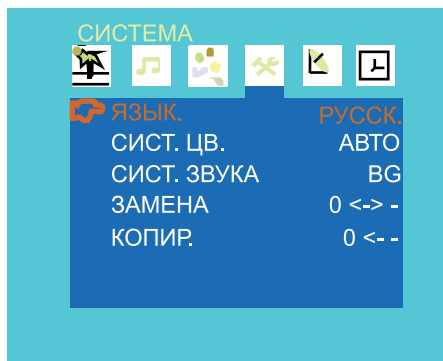 СИСТЕМА
ЯЗЫК. РУССК.
СИСТ. ЦВ. АВТО
СИСТ. ЗВУКА BG
ЗАМЕНА 0 <-> -
КОПИР. 0 <- -